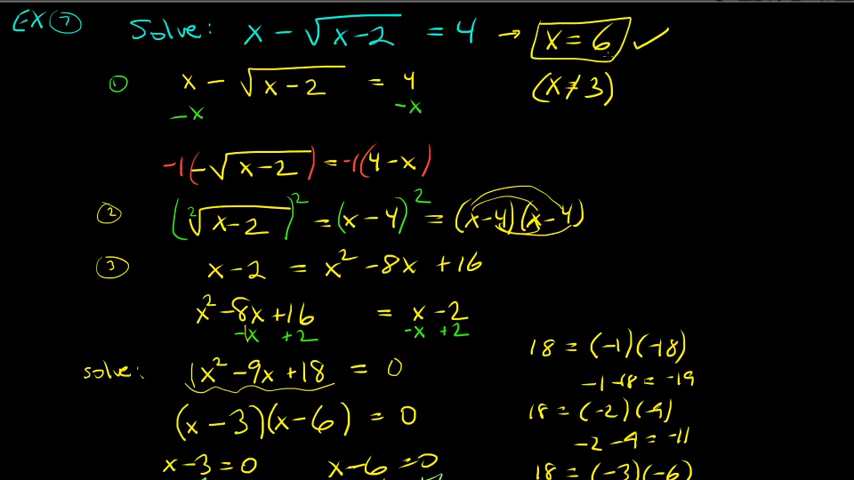 EX ⑦ Solve: x - √(x-2) = 4 → x = 6 ✓
① x - √(x-2) = 4 (x ≠ 3)
-x -x
-1(-√(x-2)) = -1(4-x)
② (²√(x-2))² = (x-4)² = (x-4)(x-4)
③ x-2 = x² -8x +16
x² -8x +16 = x -2
-1x +2 -x +2
solve: 1x² -9x +18 = 0
(x-3)(x-6) = 0
x-3 = 0 x-6 = 0
18 = (-1)(-18)
-1-18 = -19
18 = (-2)(-9)
-2-9 = -11
18 = (-3)(-6)